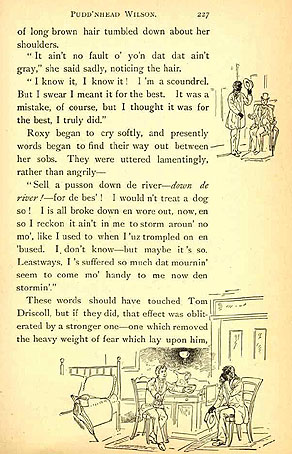 PUDD'NHEAD WILSON. 227
of long brown hair tumbled down about her
shoulders.
"It ain't no fault o' yo'n dat dat ain't
gray," she said sadly, noticing the hair.
"I know it, I know it! I'm a scoundrel.
But I swear I meant it for the best. It was a
mistake, of course, but I thought it was for
the best, I truly did."
Roxy began to cry softly, and presently
words began to find their way out between
her sobs. They were uttered lamentingly,
rather than angrily—
"Sell a pusson down de river—down de
river!—for de bes'! I would n't treat a dog
so! I is all broke down en wore out, now, en
so I reckon it ain't in me to storm aroun' no
mo', like I used to when I 'uz trompled on en
'bused. I don't know—but maybe it's so.
Leastways, I's suffered so much dat mournin'
seem to come mo' handy to me now den
stormin'."
These words should have touched Tom
Driscoll, but if they did, that effect was oblit-
erated by a stronger one—one which removed
the heavy weight of fear which lay upon him,